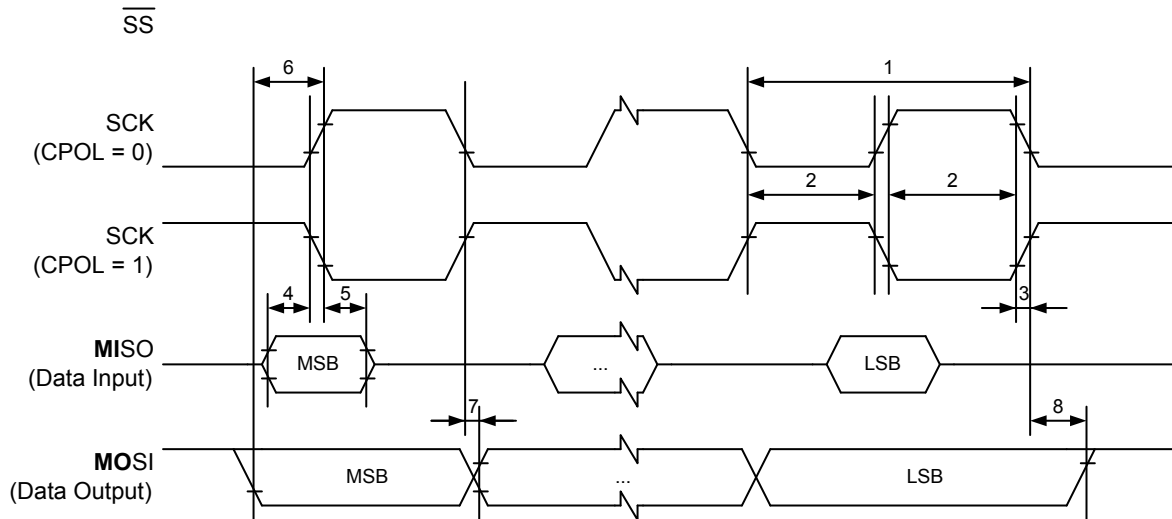 SS
6
1
SCK
(CPOL = 0)
2
2
SCK
(CPOL = 1)
4
5
3
MISO
(Data Input)
MSB
...
LSB
7
8
MOSI
(Data Output)
MSB
...
LSB